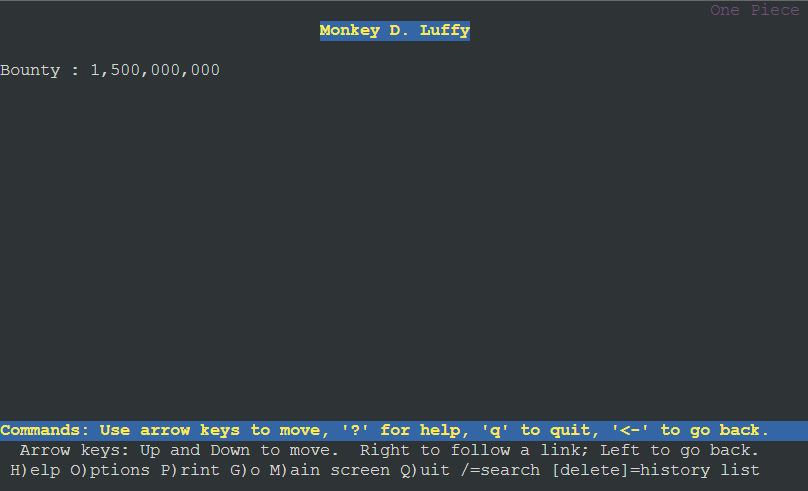 One Piece
Monkey D. Luffy
Bounty : 1,500,000,000
Commands: Use arrow keys to move, '?' for help, 'q' to quit, '<-' to go back.
Arrow keys: Up and Down to move.  Right to follow a link; Left to go back.
H)elp O)ptions P)rint G)o M)ain screen Q)uit /=search [delete]=history list